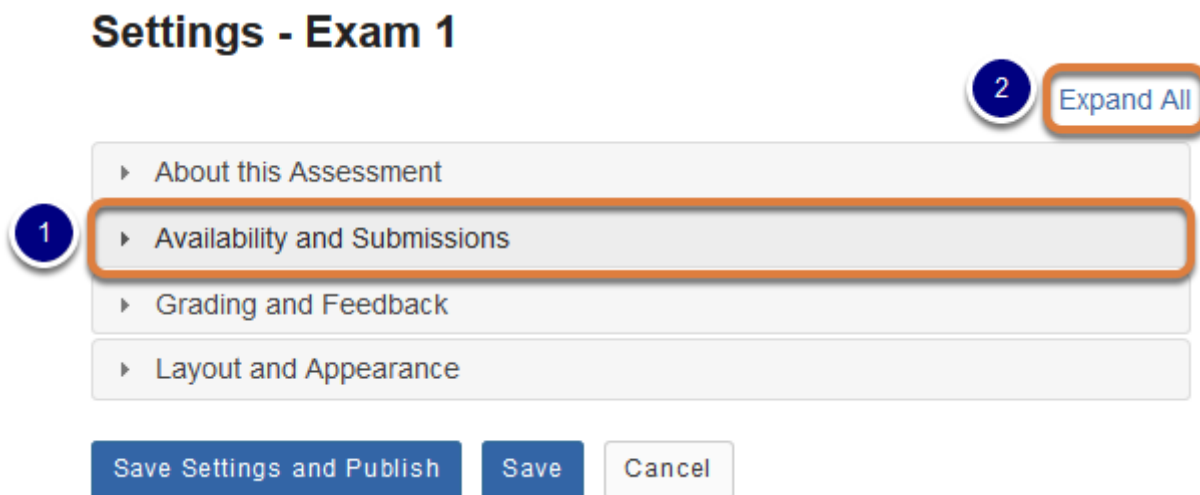 Settings - Exam 1
2
Expand All
About this Assessment
1
Availability and Submissions
Grading and Feedback
Layout and Appearance
Save Settings and Publish Save Cancel